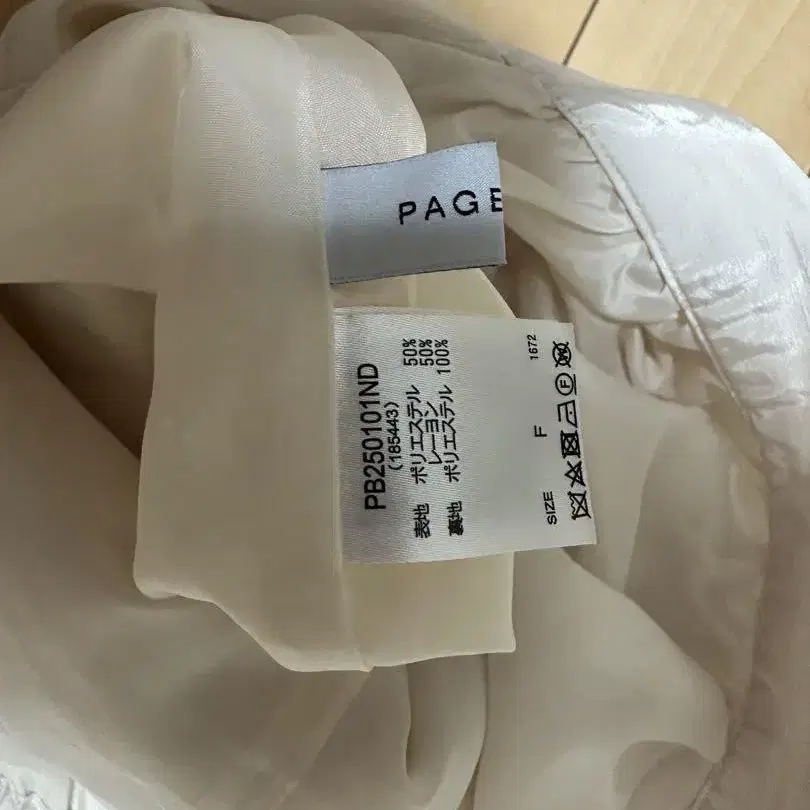 PAGE
PB250101ND
(185443)
表地 ポリエステル 50%
レーヨン 50%
裏地 ポリエステル 100%
SIZE F
1672